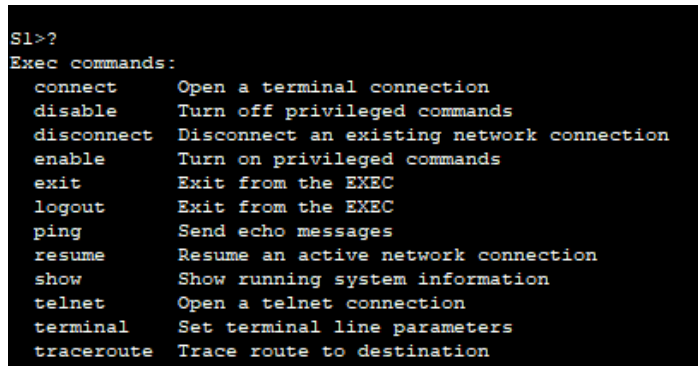 S1>?
Exec commands:
connect Open a terminal connection
disable Turn off privileged commands
disconnect Disconnect an existing network connection
enable Turn on privileged commands
exit Exit from the EXEC
logout Exit from the EXEC
ping Send echo messages
resume Resume an active network connection
show Show running system information
telnet Open a telnet connection
terminal Set terminal line parameters
traceroute Trace route to destination